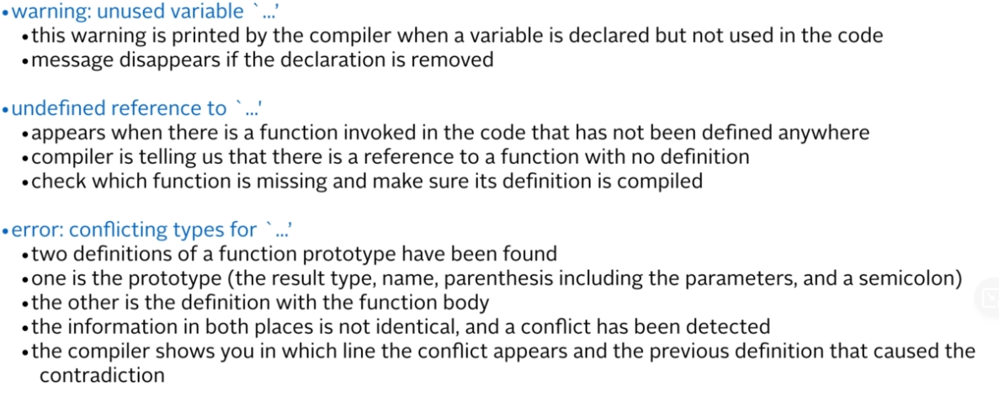 •warning: unused variable `...’
•this warning is printed by the compiler when a variable is declared but not used in the code
•message disappears if the declaration is removed
•undefined reference to `...'
•appears when there is a function invoked in the code that has not been defined anywhere
•compiler is telling us that there is a reference to a function with no definition
•check which function is missing and make sure its definition is compiled
•error: conflicting types for `...’
•two definitions of a function prototype have been found
•one is the prototype (the result type, name, parenthesis including the parameters, and a semicolon)
•the other is the definition with the function body
•the information in both places is not identical, and a conflict has been detected
•the compiler shows you in which line the conflict appears and the previous definition that caused the
contradiction